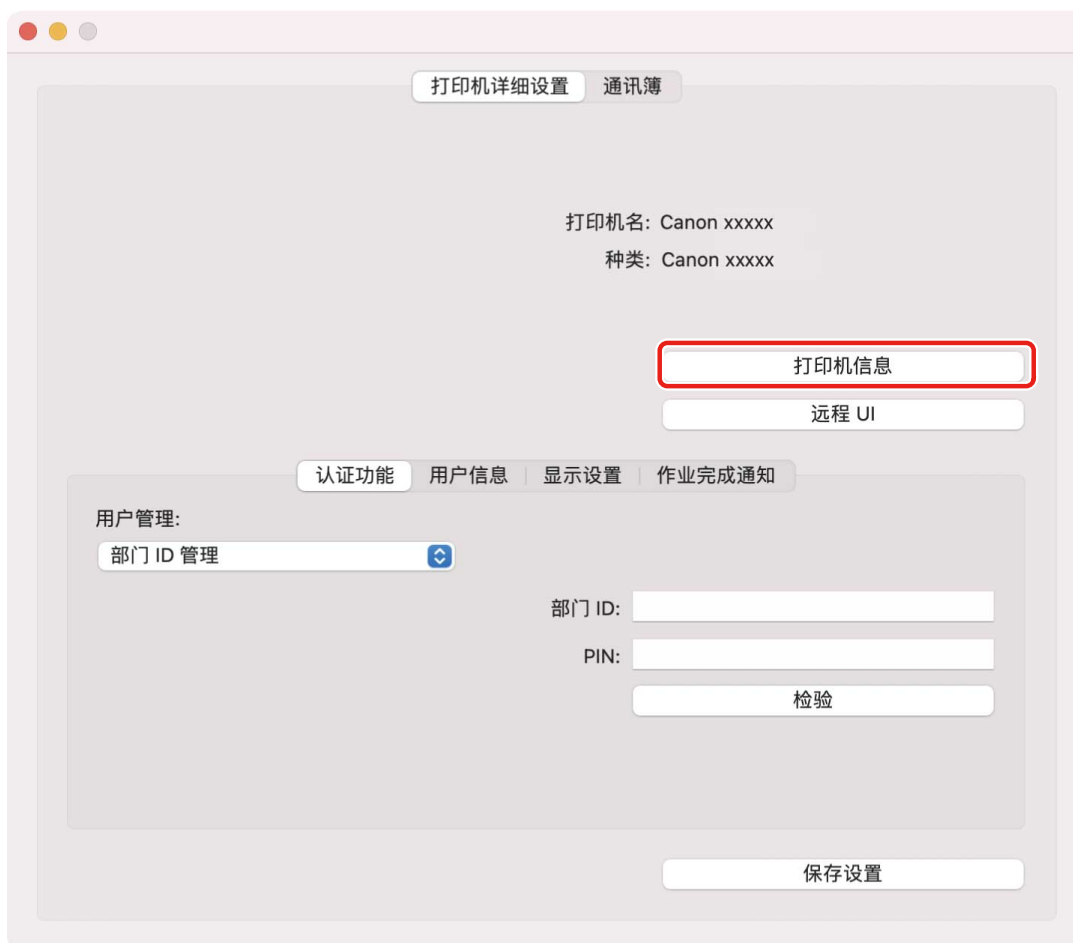 打印机详细设置 通讯簿
打印机名: Canon xxxxx
种类: Canon xxxxx
打印机信息
远程 UI
认证功能 用户信息 显示设置 作业完成通知
用户管理:
部门 ID 管理
部门 ID:
PIN:
检验
保存设置